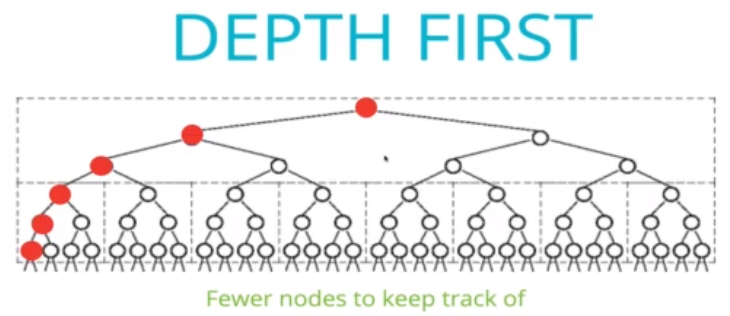 DEPTH FIRST
Fewer nodes to keep track of